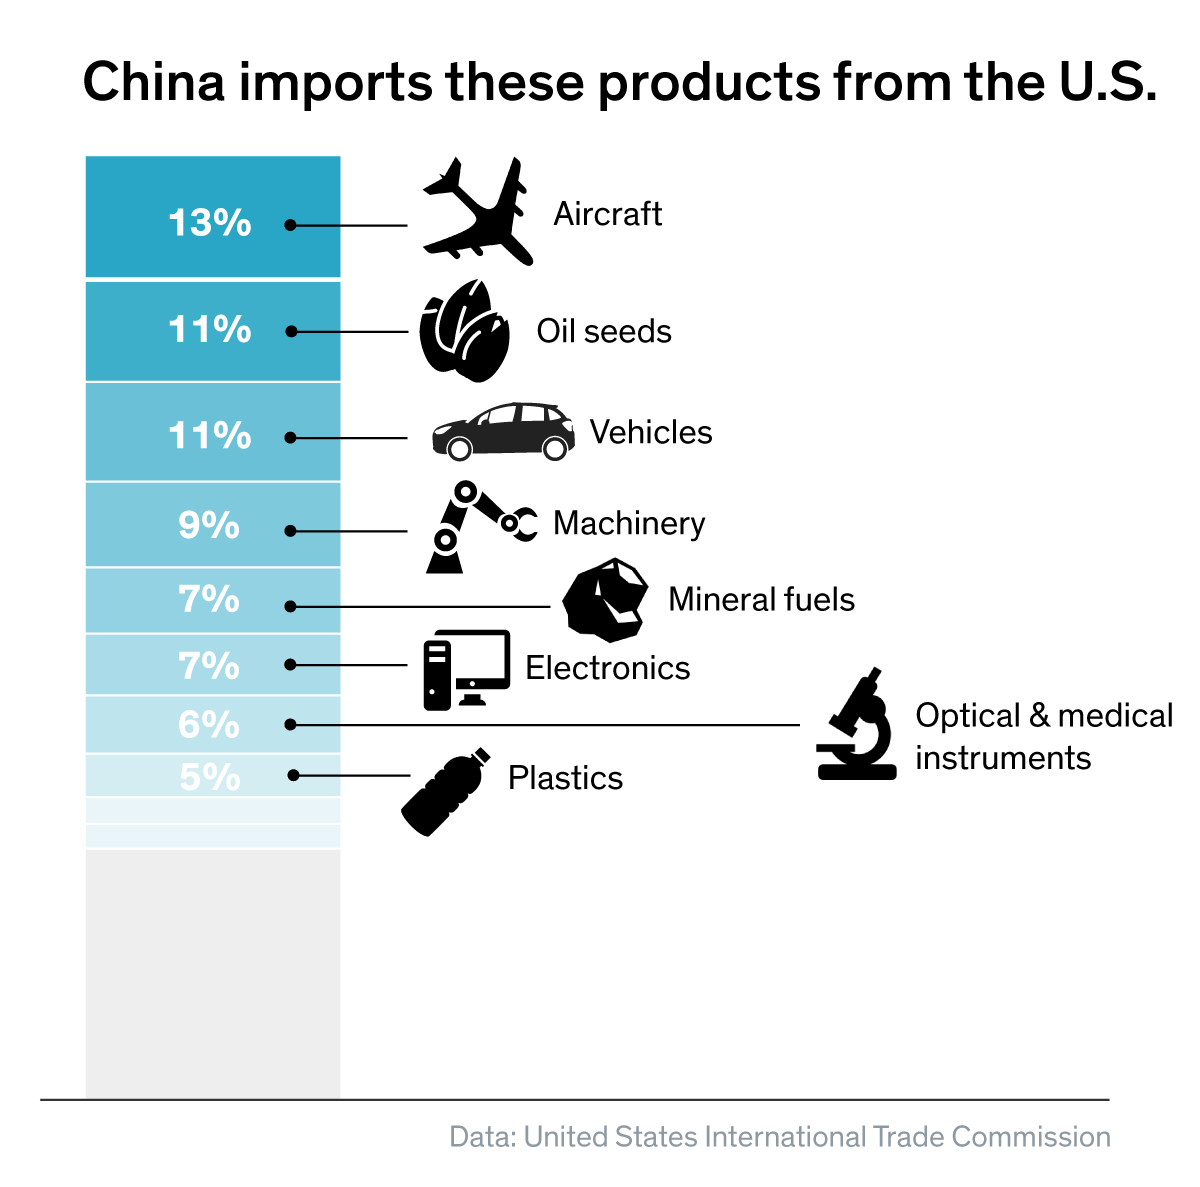 China imports these products from the U.S.
13%
Aircraft
11%
Oil seeds
11%
Vehicles
9%
Machinery
7%
Mineral fuels
7%
Electronics
6%
Optical & medical
instruments
5%
Plastics
Data: United States International Trade Commission